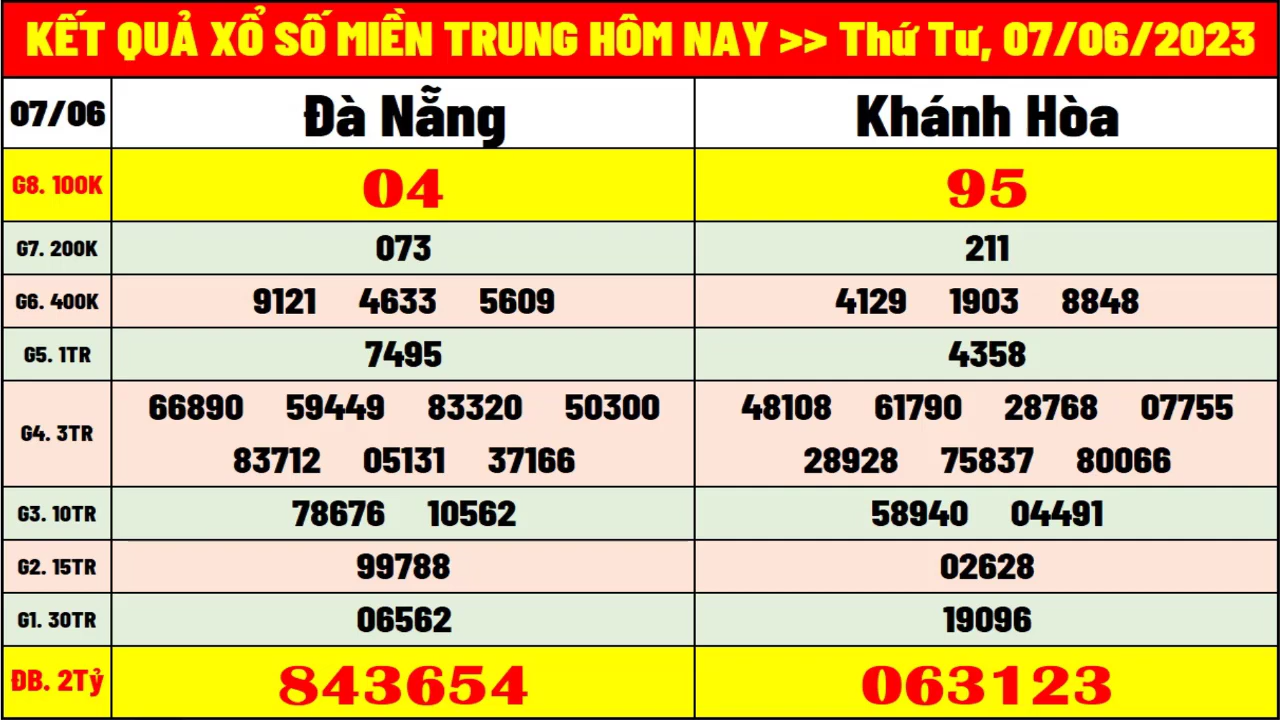 KẾT QUẢ XỔ SỐ MIỀN TRUNG HÔM NAY >> Thứ Tư, 07/06/2023
07/06 Đà Nẵng Khánh Hòa
G8. 100K 04 95
G7. 200K 073 211
G6. 400K 9121 4633 5609 4129 1903 8848
G5. 1TR 7495 4358
G4. 3TR 66890 59449 83320 50300 48108 61790 28768 07755
83712 05131 37166 28928 75837 80066
G3. 10TR 78676 10562 58940 04491
G2. 15TR 99788 02628
G1. 30TR 06562 19096
ĐB. 2Tỷ 843654 063123